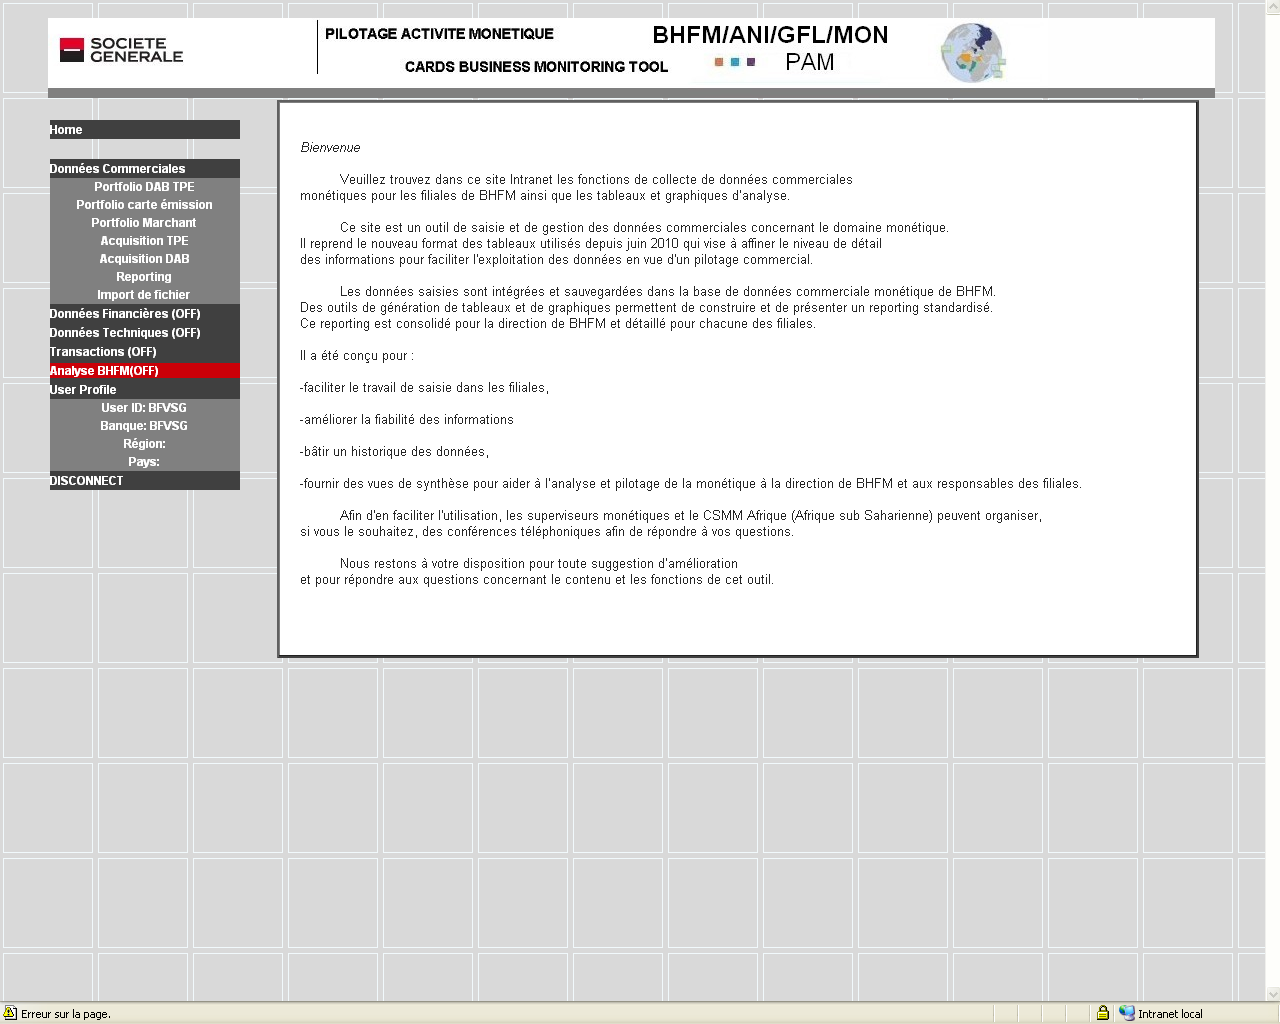 SOCIETE
GENERALE
PILOTAGE ACTIVITE MONETIQUE
CARDS BUSINESS MONITORING TOOL
BHFM/ANI/GFL/MON
PAM
Home
Données Commerciales
Portfolio DAB TPE
Portfolio carte émission
Portfolio Marchant
Acquisition TPE
Acquisition DAB
Reporting
Import de fichier
Données Financières (OFF)
Données Techniques (OFF)
Transactions (OFF)
Analyse BHFM(OFF)
User Profile
User ID: BFVSG
Banque: BFVSG
Région:
Pays:
DISCONNECT
Bienvenue
Veuillez trouvez dans ce site Intranet les fonctions de collecte de données commerciales
monétiques pour les filiales de BHFM ainsi que les tableaux et graphiques d'analyse.
Ce site est un outil de saisie et de gestion des données commerciales concernant le domaine monétique.
Il reprend le nouveau format des tableaux utilisés depuis juin 2010 qui vise à affiner le niveau de détail
des informations pour faciliter l'exploitation des données en vue d'un pilotage commercial.
Les données saisies sont intégrées et sauvegardées dans la base de données commerciale monétique de BHFM.
Des outils de génération de tableaux et de graphiques permettent de construire et de présenter un reporting standardisé.
Ce reporting est consolidé pour la direction de BHFM et détaillé pour chacune des filiales.
Il a été conçu pour :
-faciliter le travail de saisie dans les filiales,
-améliorer la fiabilité des informations
-bâtir un historique des données,
-fournir des vues de synthèse pour aider à l'analyse et pilotage de la monétique à la direction de BHFM et aux responsables des filiales.
Afin d'en faciliter l'utilisation, les superviseurs monétiques et le CSMM Afrique (Afrique sub Saharienne) peuvent organiser,
si vous le souhaitez, des conférences téléphoniques afin de répondre à vos questions.
Nous restons à votre disposition pour toute suggestion d'amélioration
et pour répondre aux questions concernant le contenu et les fonctions de cet outil.
Erreur sur la page.
Intranet local